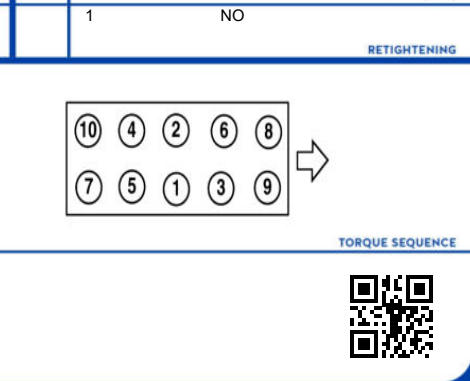 1 NO
RETIGHTENING
10 4 2 6 8
7 5 1 3 9
TORQUE SEQUENCE